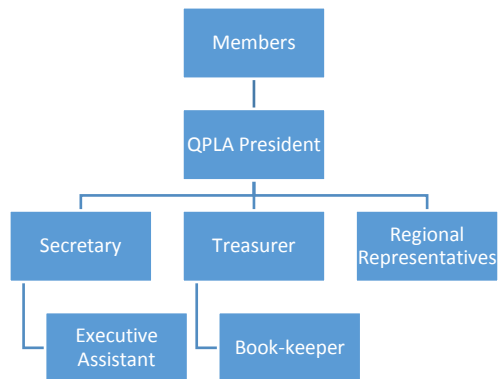 Members
QPLA President
Secretary
Treasurer
Regional
Representatives
Executive
Assistant
Book-keeper